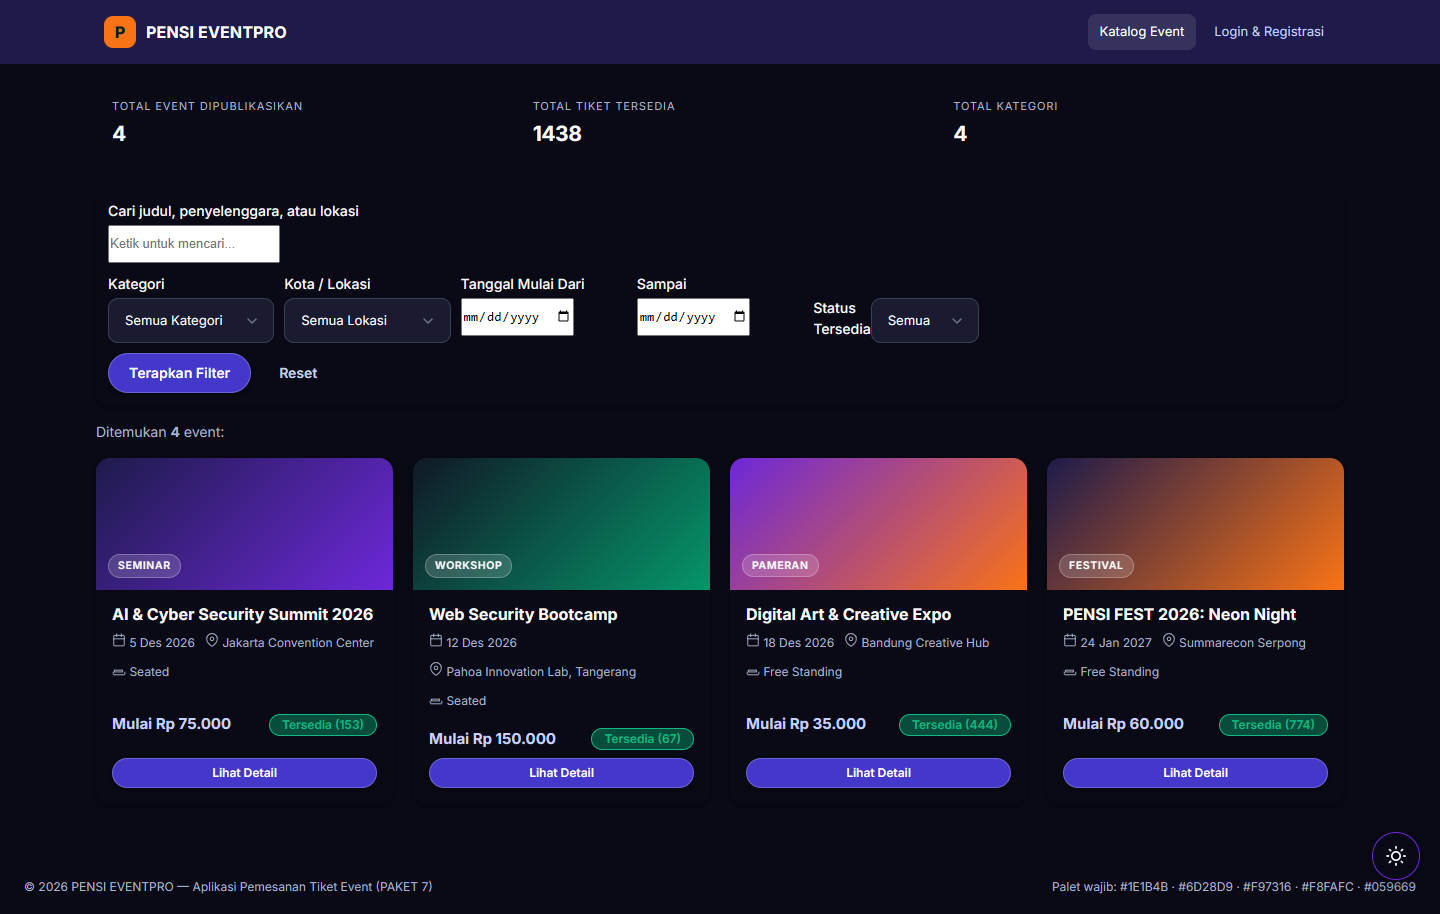 P PENSI EVENTPRO Katalog Event Login & Registrasi
TOTAL EVENT DIPUBLIKASIKAN TOTAL TIKET TERSEDIA TOTAL KATEGORI
4 1438 4
Cari judul, penyelenggara, atau lokasi
Ketik untuk mencari...
Kategori Kota / Lokasi Tanggal Mulai Dari Sampai
Status Tersedia
Semua Kategori Semua Lokasi mm/dd/yyyy mm/dd/yyyy Semua
Terapkan Filter Reset
Ditemukan 4 event:
SEMINAR
AI & Cyber Security Summit 2026
5 Des 2026 Jakarta Convention Center
Seated
Mulai Rp 75.000 Tersedia (153)
Lihat Detail
WORKSHOP
Web Security Bootcamp
12 Des 2026
Pahoa Innovation Lab, Tangerang
Seated
Mulai Rp 150.000 Tersedia (67)
Lihat Detail
PAMERAN
Digital Art & Creative Expo
18 Des 2026 Bandung Creative Hub
Free Standing
Mulai Rp 35.000 Tersedia (444)
Lihat Detail
FESTIVAL
PENSI FEST 2026: Neon Night
24 Jan 2027 Summarecon Serpong
Free Standing
Mulai Rp 60.000 Tersedia (774)
Lihat Detail
© 2026 PENSI EVENTPRO — Aplikasi Pemesanan Tiket Event (PAKET 7) Palet wajib: #1E1B4B · #6D28D9 · #F97316 · #F8FAFC · #059669